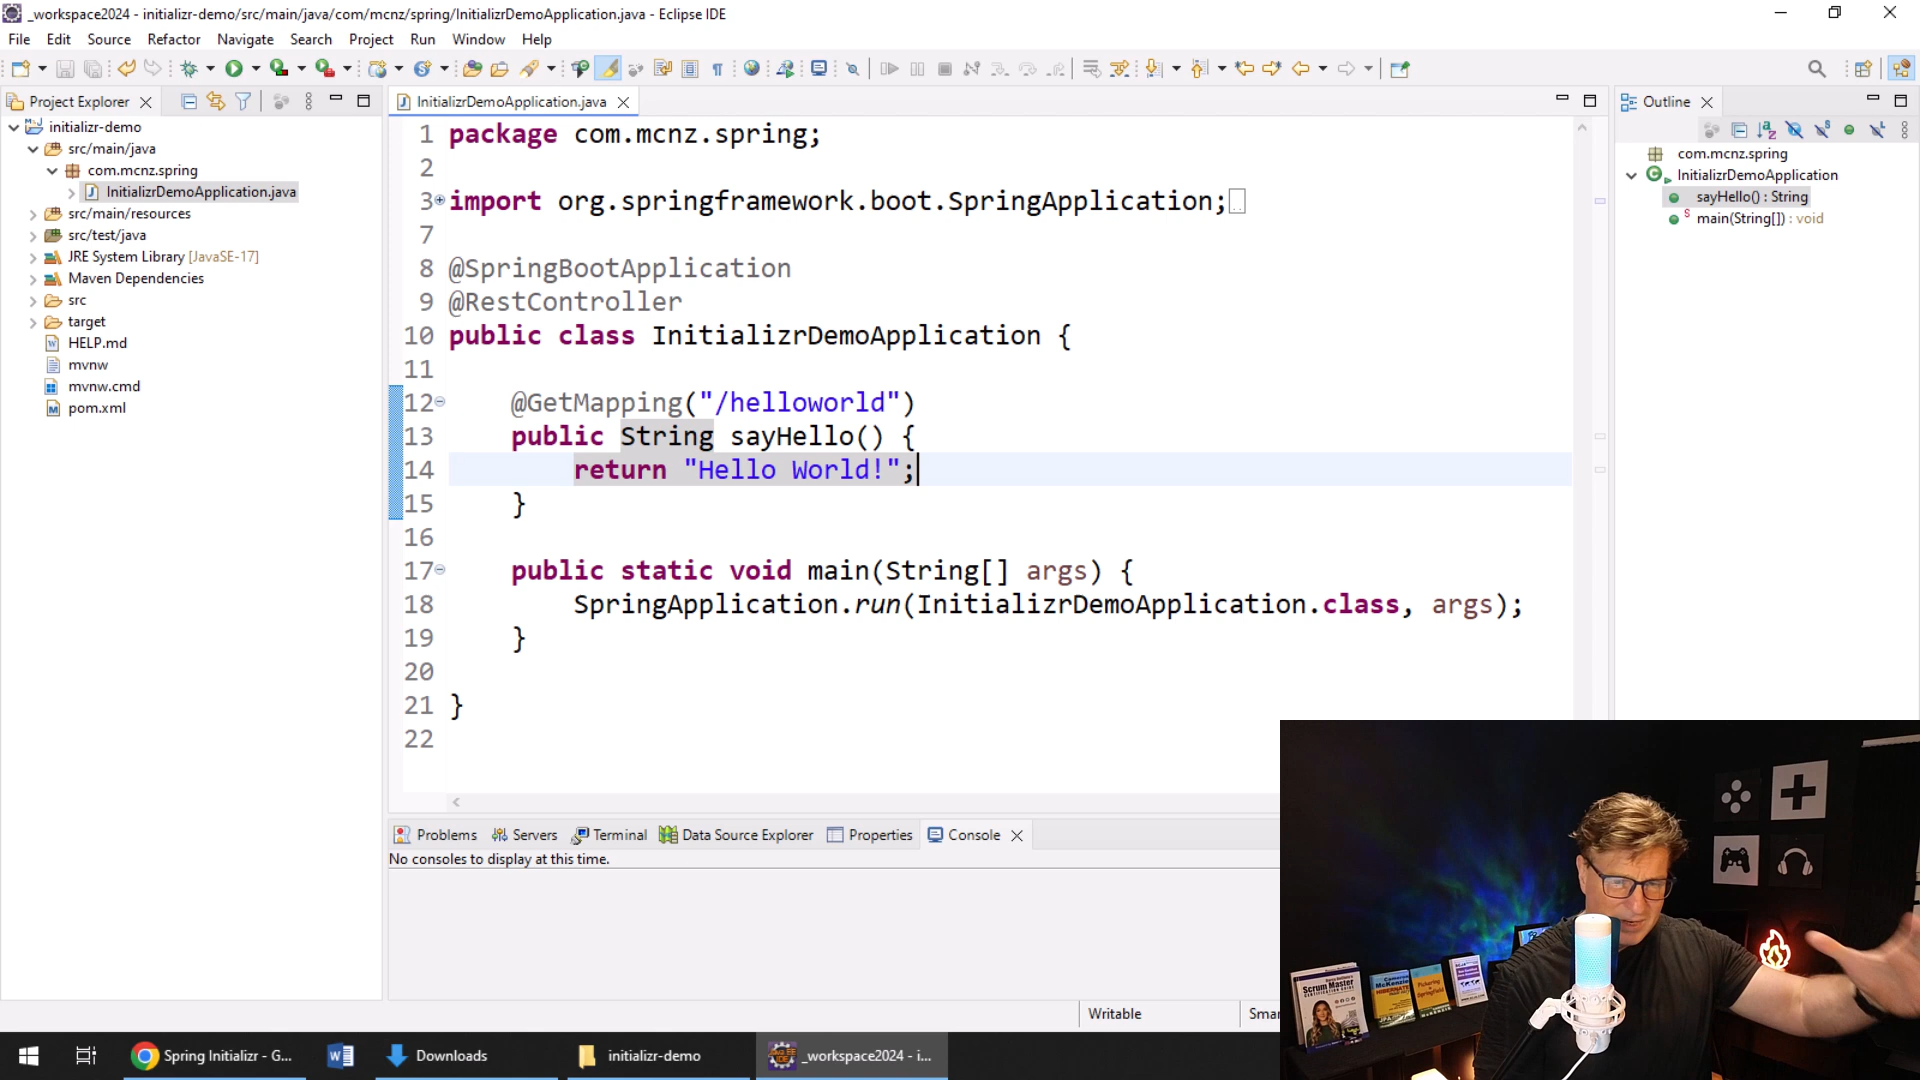 _workspace2024 - initializr-demo/src/main/java/com/mcnz/spring/InitializrDemoApplication.java - Eclipse IDE
File Edit Source Refactor Navigate Search Project Run Window Help
Project Explorer
initializr-demo
src/main/java
com.mcnz.spring
InitializrDemoApplication.java
src/main/resources
src/test/java
JRE System Library [JavaSE-17]
Maven Dependencies
src
target
HELP.md
mvnw
mvnw.cmd
pom.xml
InitializrDemoApplication.java
1 package com.mcnz.spring;
2
3 import org.springframework.boot.SpringApplication;
7
8 @SpringBootApplication
9 @RestController
10 public class InitializrDemoApplication {
11
12 @GetMapping("/helloworld")
13 public String sayHello() {
14 return "Hello World!";
15 }
16
17 public static void main(String[] args) {
18 SpringApplication.run(InitializrDemoApplication.class, args);
19 }
20
21 }
22
Outline
com.mcnz.spring
InitializrDemoApplication
sayHello() : String
main(String[]) : void
Problems Servers Terminal Data Source Explorer Properties Console
No consoles to display at this time.
Writable Smar
Scrum Master
Spring Initializr - G...
Downloads
initializr-demo
_workspace2024 - i...